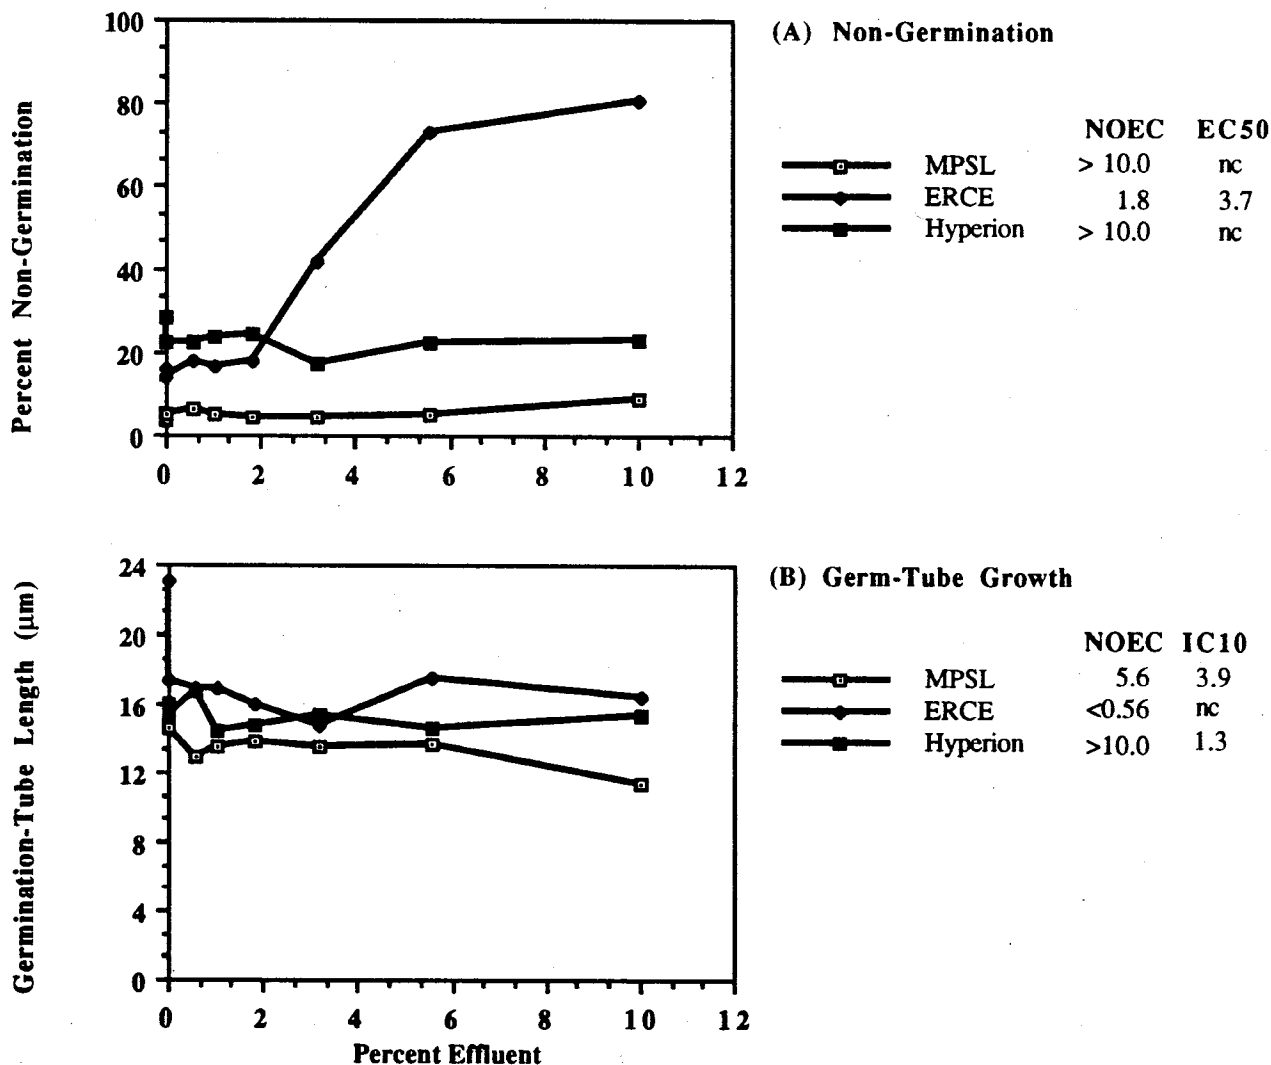 (A) Non-Germination
Percent Non-Germination
100
80
60
40
20
0
0 2 4 6 8 10 12
NOEC EC50
MPSL > 10.0 nc
ERCE 1.8 3.7
Hyperion > 10.0 nc
(B) Germ-Tube Growth
Germination-Tube Length (µm)
24
20
16
12
8
4
0
0 2 4 6 8 10 12
Percent Effluent
NOEC IC10
MPSL 5.6 3.9
ERCE <0.56 nc
Hyperion >10.0 1.3